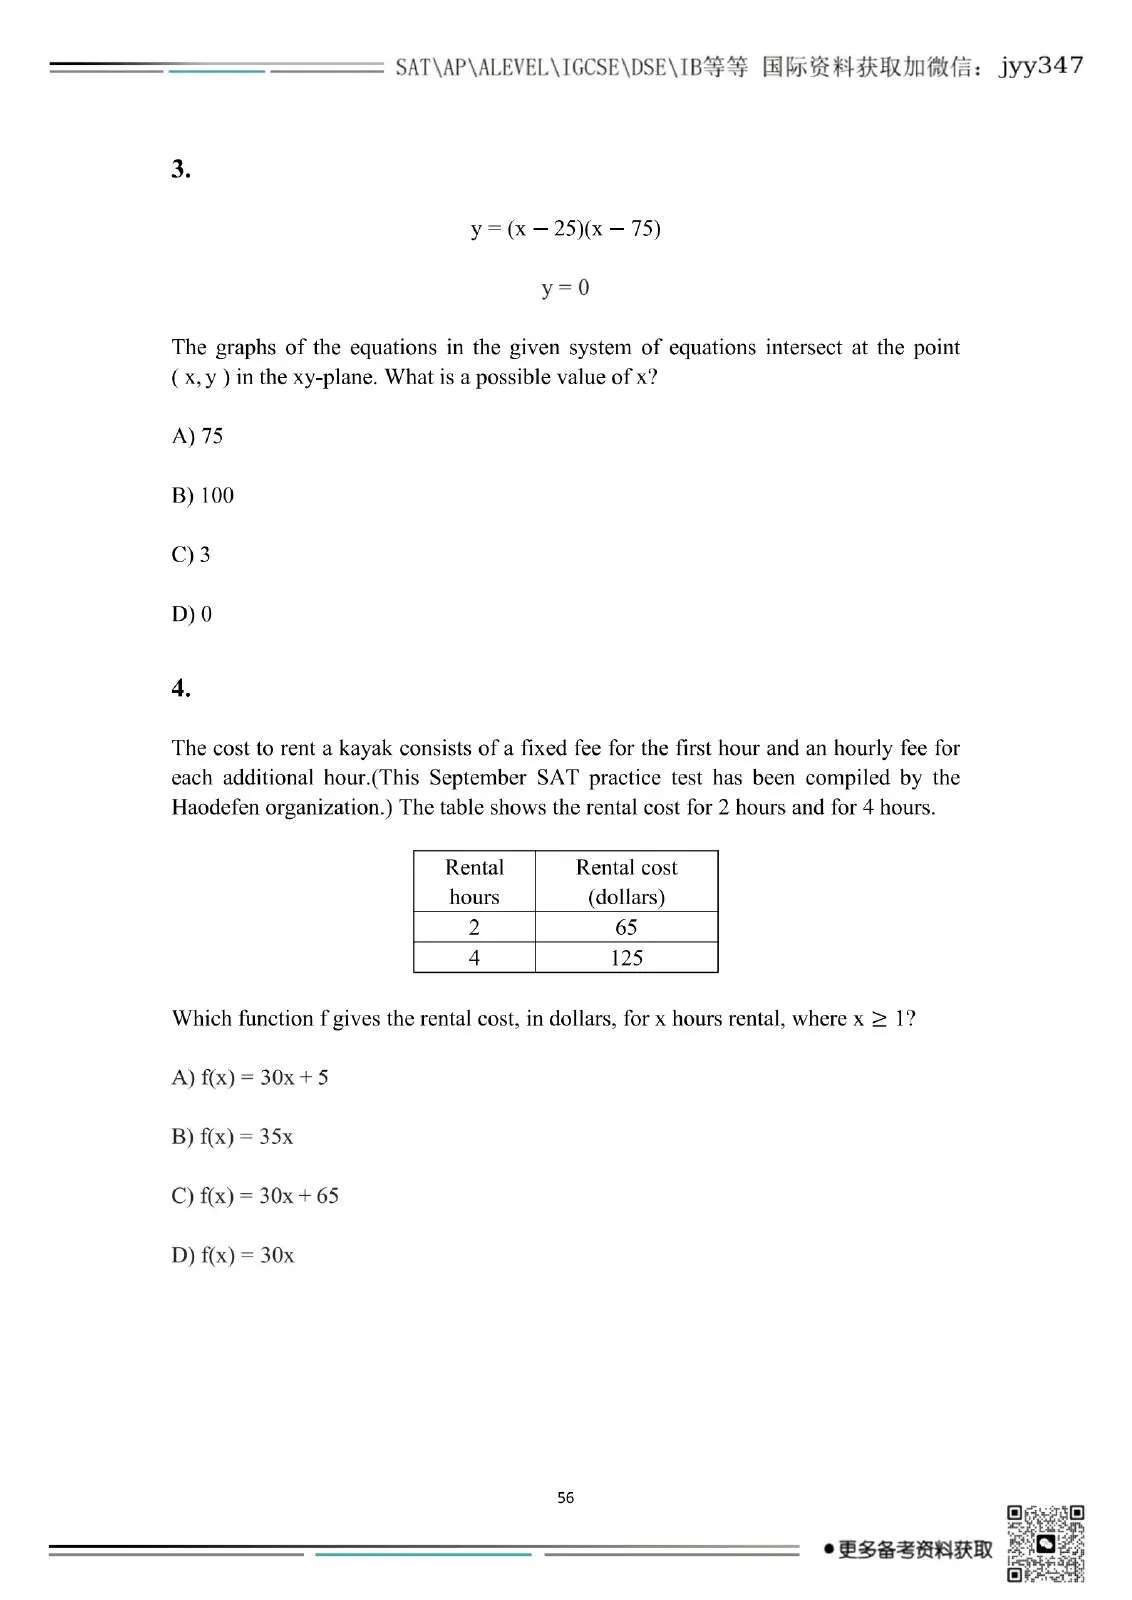 SAT\AP\ALEVEL\IGCSE\DSE\IB等等 国际资料获取加微信：jyy347
3.
y = (x − 25)(x − 75)
y = 0
The graphs of the equations in the given system of equations intersect at the point
( x, y ) in the xy-plane. What is a possible value of x?
A) 75
B) 100
C) 3
D) 0
4.
The cost to rent a kayak consists of a fixed fee for the first hour and an hourly fee for
each additional hour.(This September SAT practice test has been compiled by the
Haodefen organization.) The table shows the rental cost for 2 hours and for 4 hours.
Rental Rental cost
hours (dollars)
2 65
4 125
Which function f gives the rental cost, in dollars, for x hours rental, where x ≥ 1?
A) f(x) = 30x + 5
B) f(x) = 35x
C) f(x) = 30x + 65
D) f(x) = 30x
56
●更多备考资料获取